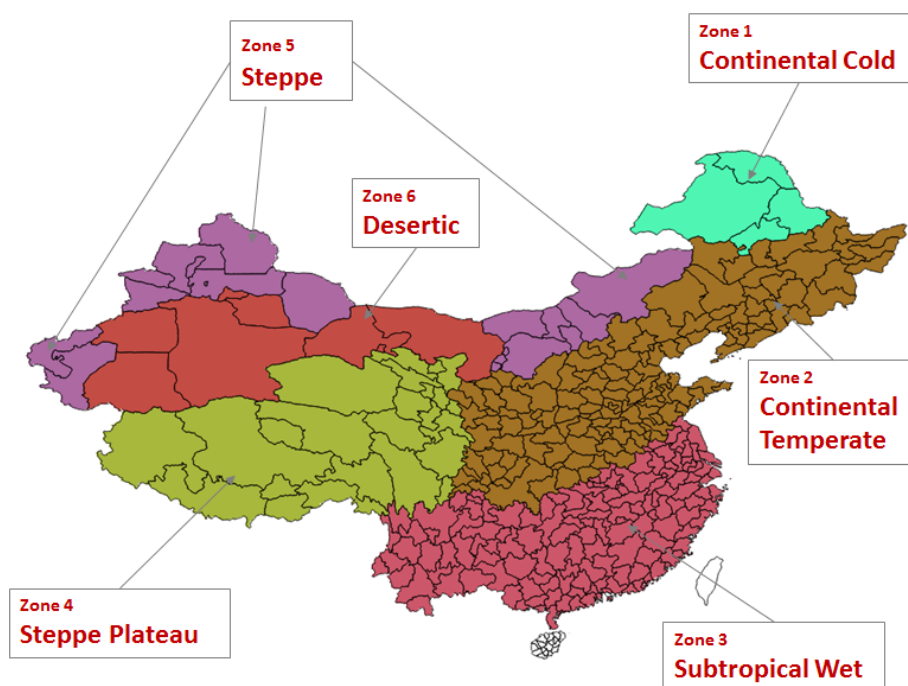 Zone 1
Continental Cold
Zone 5
Steppe
Zone 6
Desertic
Zone 2
Continental
Temperate
Zone 4
Steppe Plateau
Zone 3
Subtropical Wet